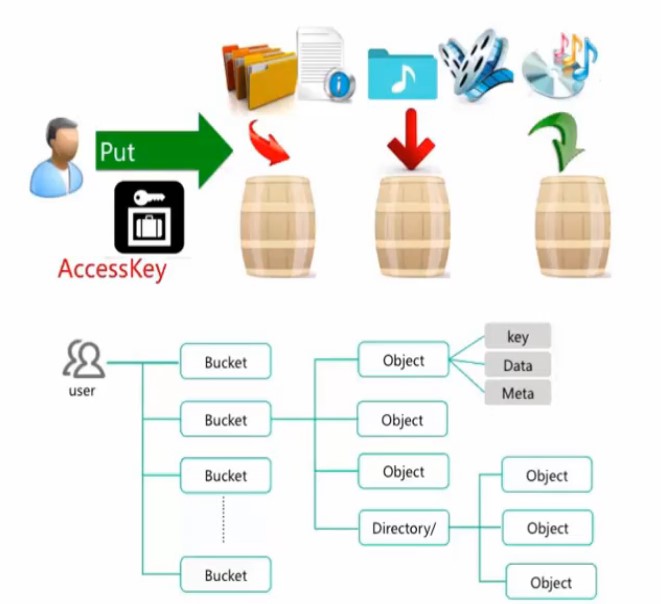 Put
AccessKey
user
Bucket
Object
key
Data
Meta
Bucket
Object
Bucket
Object
Object
Directory/
Object
Bucket
Object